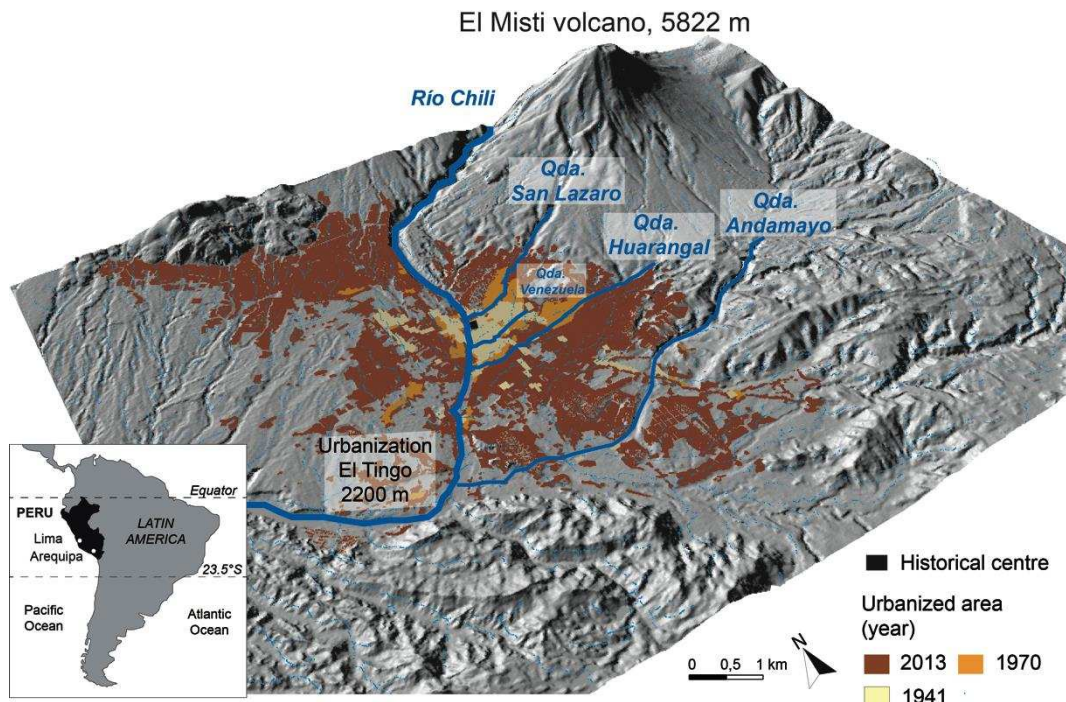 El Misti volcano, 5822 m
Río Chili
Qda.
San Lazaro
Qda.
Huarangal
Qda.
Andamayo
Qda.
Venezuela
Urbanization
El Tingo
2200 m
Equator
PERU
LATIN
AMERICA
Lima
Arequipa
23.5°S
Pacific
Ocean
Atlantic
Ocean
Historical centre
Urbanized area
(year)
2013
1970
1941
N
0 0,5 1 km